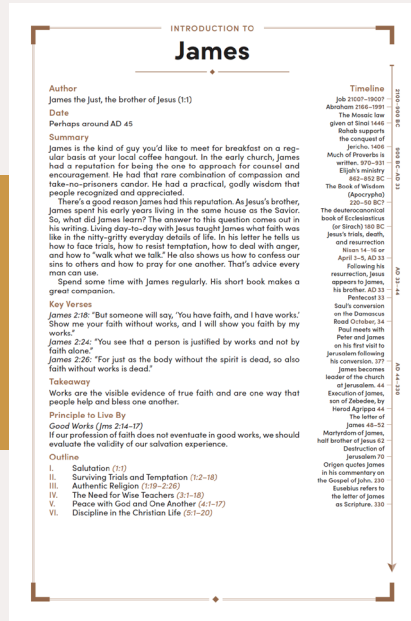 INTRODUCTION TO
James
Author
James the Just, the brother of Jesus (1:1)
Date
Perhaps around AD 45
Summary
James is the kind of guy you'd like to meet for breakfast on a reg-
ular basis at your local coffee hangout. In the early church, James
had a reputation for being the one to approach for counsel and
encouragement. He had that rare combination of compassion and
take-no-prisoners candor. He had a practical, godly wisdom that
people recognized and appreciated.
There's a good reason James had this reputation. As Jesus's brother,
James spent his early years living in the same house as the Savior.
So, what did James learn? The answer to this question comes out in
his writing. Living day-to-day with Jesus taught James what faith was
like in the nitty-gritty everyday details of life. In his letter he tells us
how to face trials, how to resist temptation, how to deal with anger,
and how to "walk what we talk." He also shows us how to confess our
sins to others and how to pray for one another. That's advice every
man can use.
Spend some time with James regularly. His short book makes a
great companion.
Key Verses
James 2:18: "But someone will say, 'You have faith, and I have works.'
Show me your faith without works, and I will show you faith by my
works."
James 2:24: "You see that a person is justified by works and not by
faith alone."
James 2:26: "For just as the body without the spirit is dead, so also
faith without works is dead."
Takeaway
Works are the visible evidence of true faith and are one way that
people help and bless one another.
Principle to Live By
Good Works (Jms 2:14–17)
If our profession of faith does not eventuate in good works, we should
evaluate the validity of our salvation experience.
Outline
I. Salutation (1:1)
II. Surviving Trials and Temptation (1:2–18)
III. Authentic Religion (1:19–2:26)
IV. The Need for Wise Teachers (3:1–18)
V. Peace with God and One Another (4:1–17)
VI. Discipline in the Christian Life (5:1–20)
Timeline
Job 2100?–1900?
Abraham 2166–1991
The Mosaic law
given at Sinai 1446
Rahab supports
the conquest of
Jericho. 1406
Much of Proverbs is
written. 970–931
Elijah's ministry
862–852 BC
The Book of Wisdom
(Apocrypha)
220–50 BC?
The deuterocanonical
book of Ecclesiasticus
(or Sirach) 180 BC
Jesus's trials, death,
and resurrection
Nisan 14–16 or
April 3–5, AD 33
Following his
resurrection, Jesus
appears to James,
his brother. AD 33
Pentecost 33
Saul's conversion
on the Damascus
Road October, 34
Paul meets with
Peter and James
on his first visit to
Jerusalem following
his conversion. 37?
James becomes
leader of the church
at Jerusalem. 44
Execution of James,
son of Zebedee, by
Herod Agrippa 44
The letter of
James 48–52
Martyrdom of James,
half brother of Jesus 62
Destruction of
Jerusalem 70
Origen quotes James
in his commentary on
the Gospel of John. 230
Eusebius refers to
the letter of James
as Scripture. 330
2100–900 BC
900 BC–AD 33
AD 33–44
AD 44–330